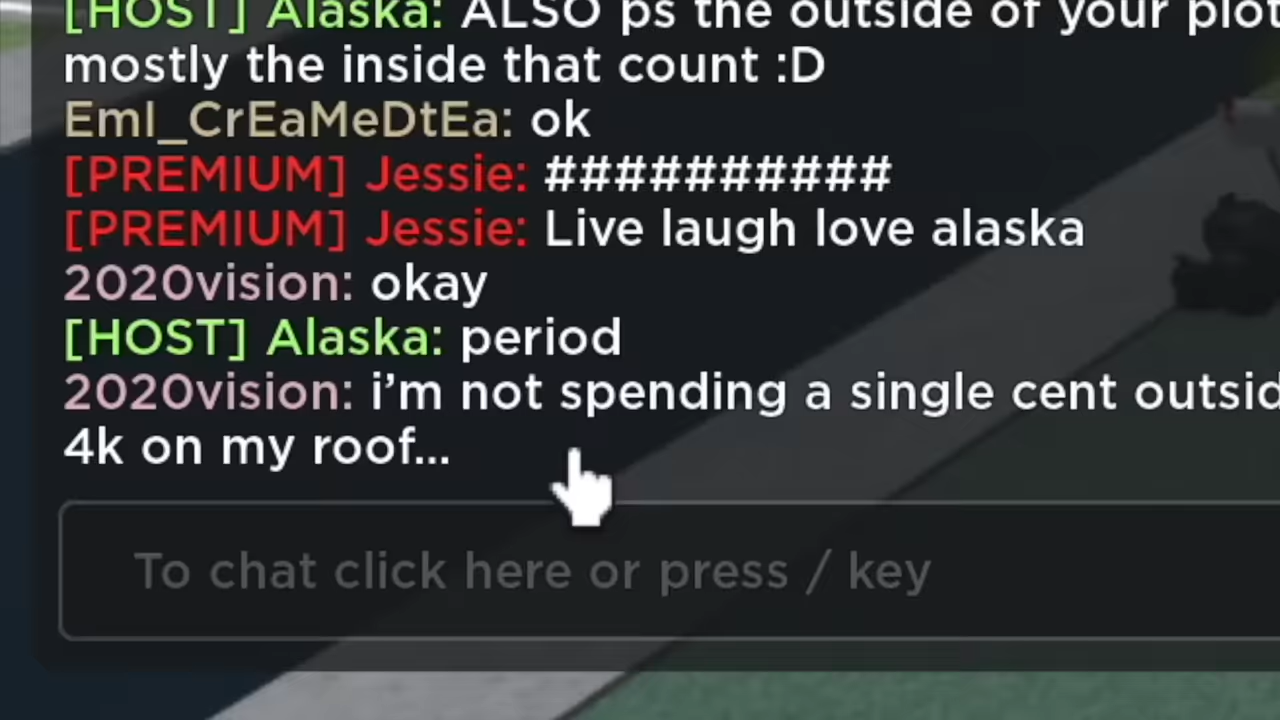 [HOST] Alaska: ALSO ps the outside of your plot
mostly the inside that count :D
EmI_CrEaMeDtEa: ok
[PREMIUM] Jessie: ##########
[PREMIUM] Jessie: Live laugh love alaska
2020vision: okay
[HOST] Alaska: period
2020vision: i’m not spending a single cent outsid
4k on my roof...
To chat click here or press / key